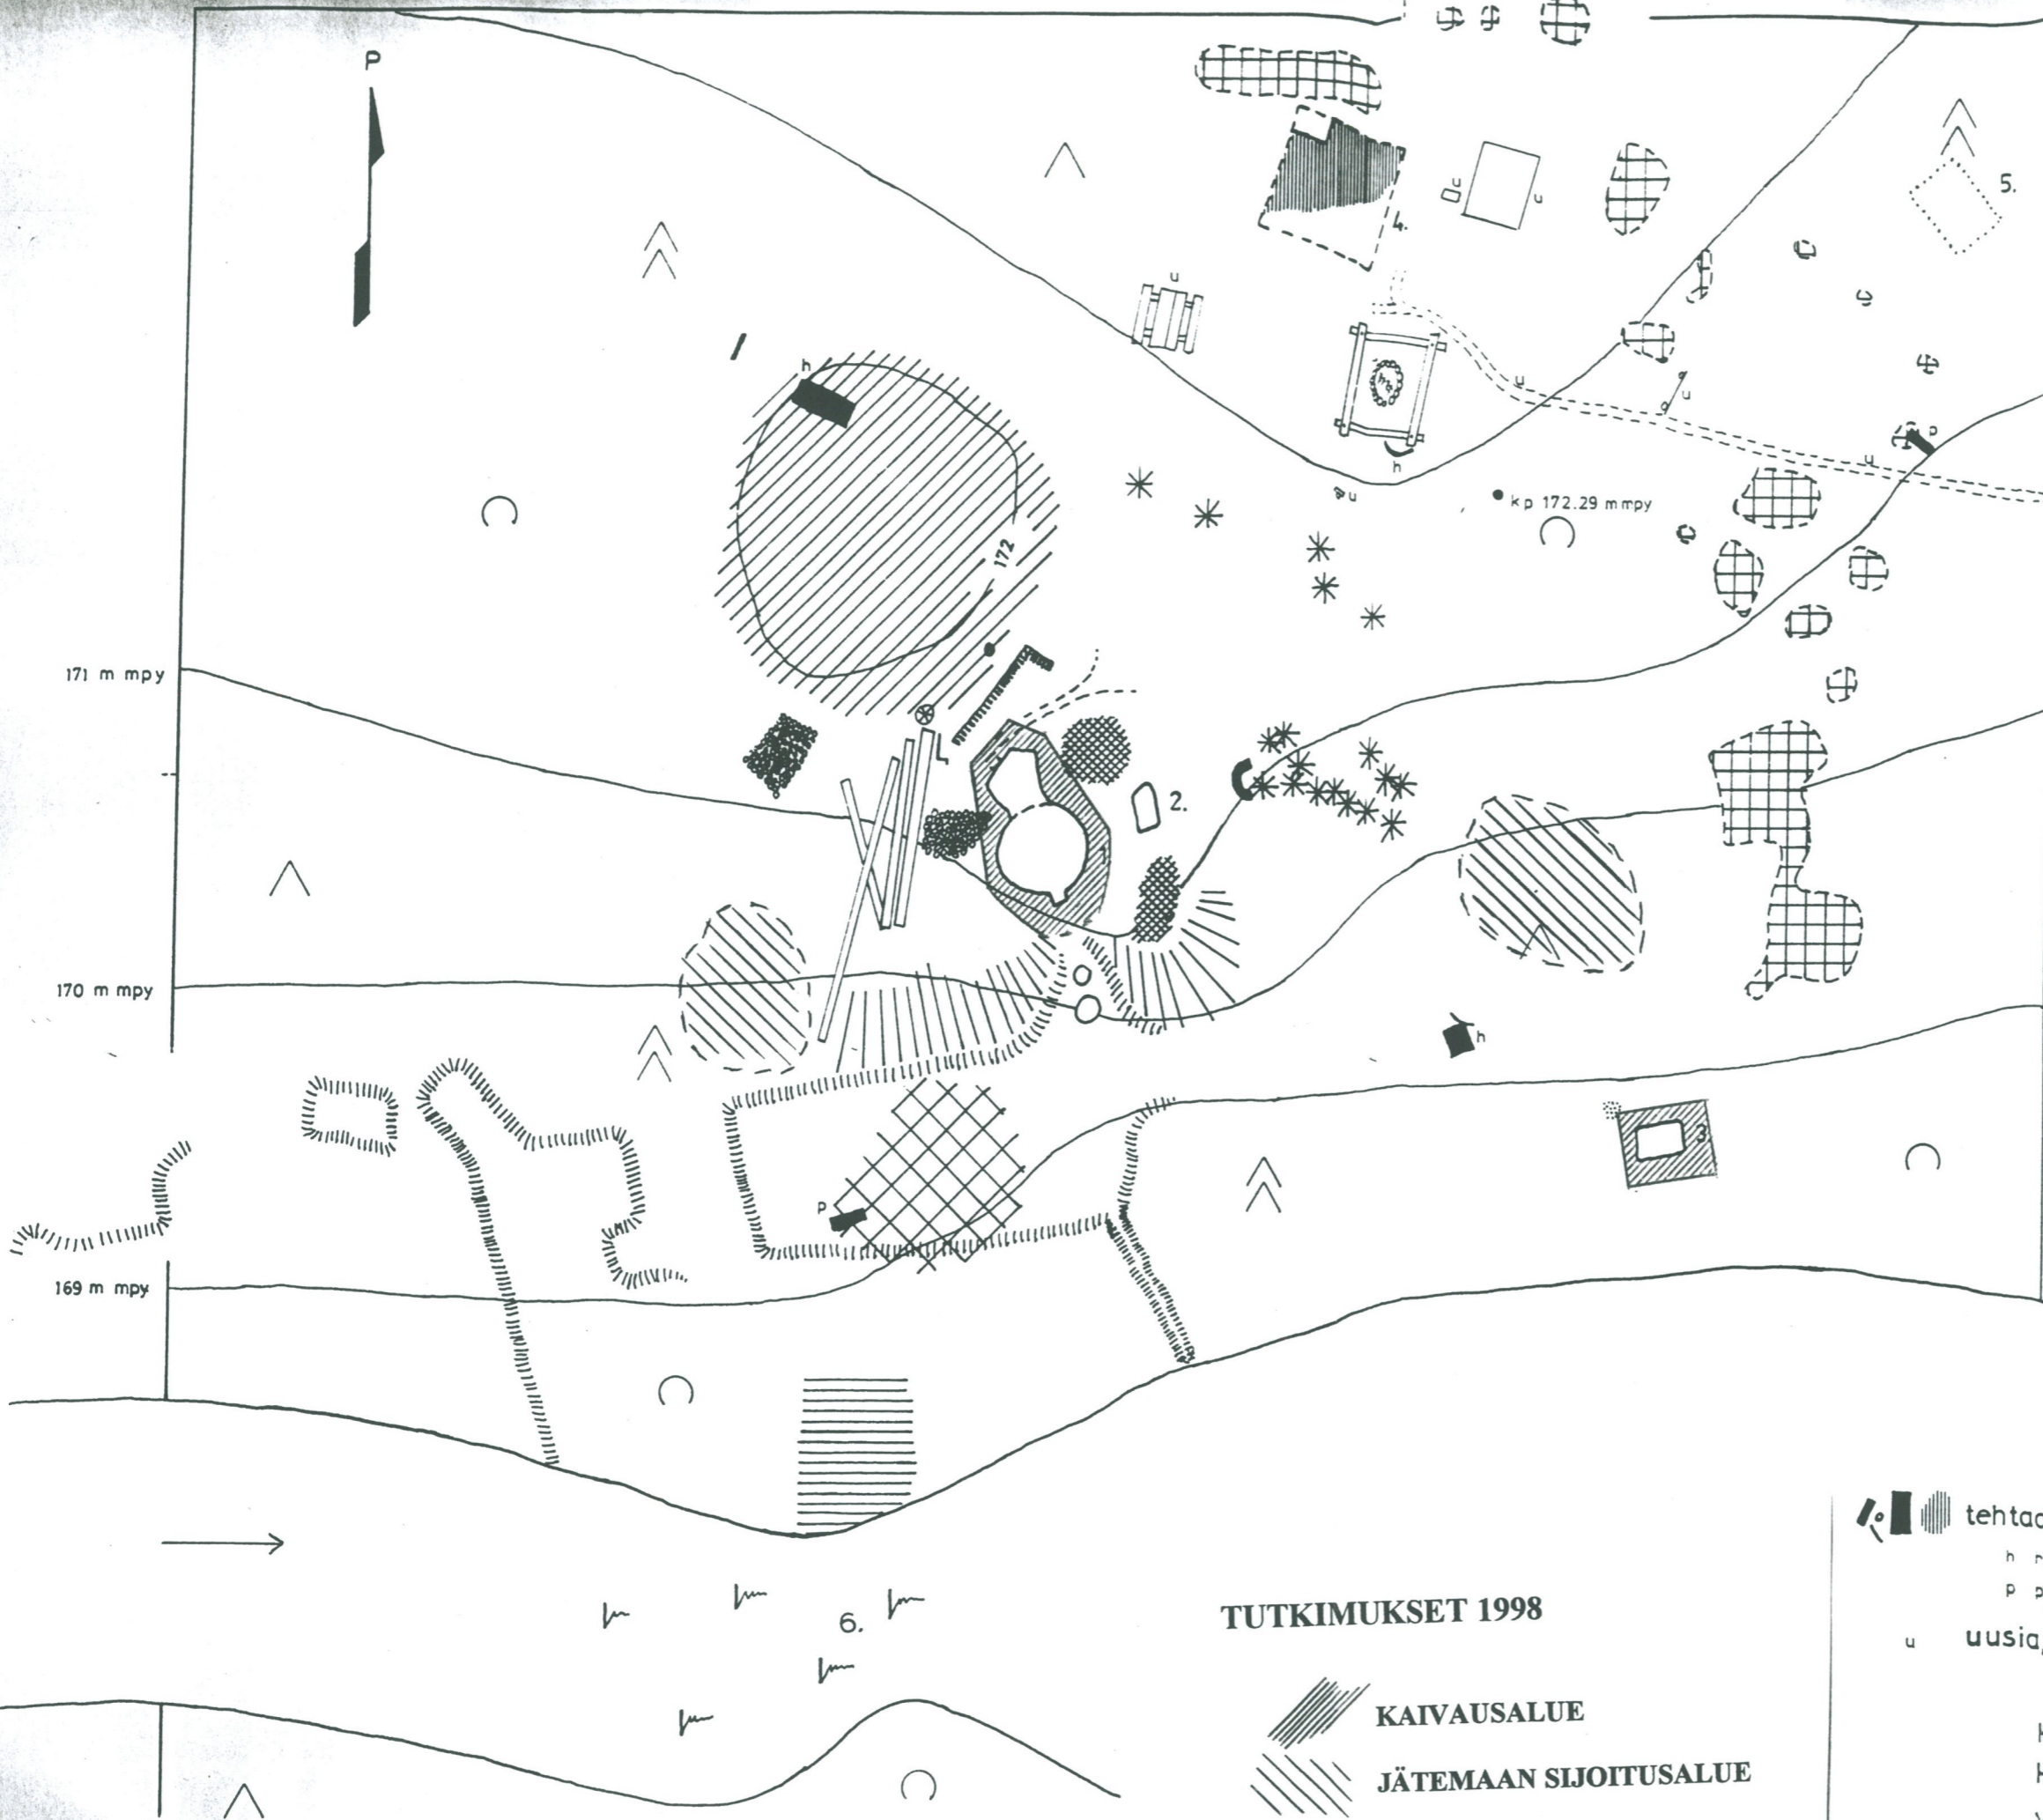 P
5.
u
u
4.
u
h
u
u
h
p
u
h
u
kp 172.29 mmpy
172
171 m mpy
2.
170 m mpy
h
3.
p
169 m mpy
6.
TUTKIMUKSET 1998
KAIVAUSALUE
JÄTEMAAN SIJOITUSALUE
h
p
u uusia,